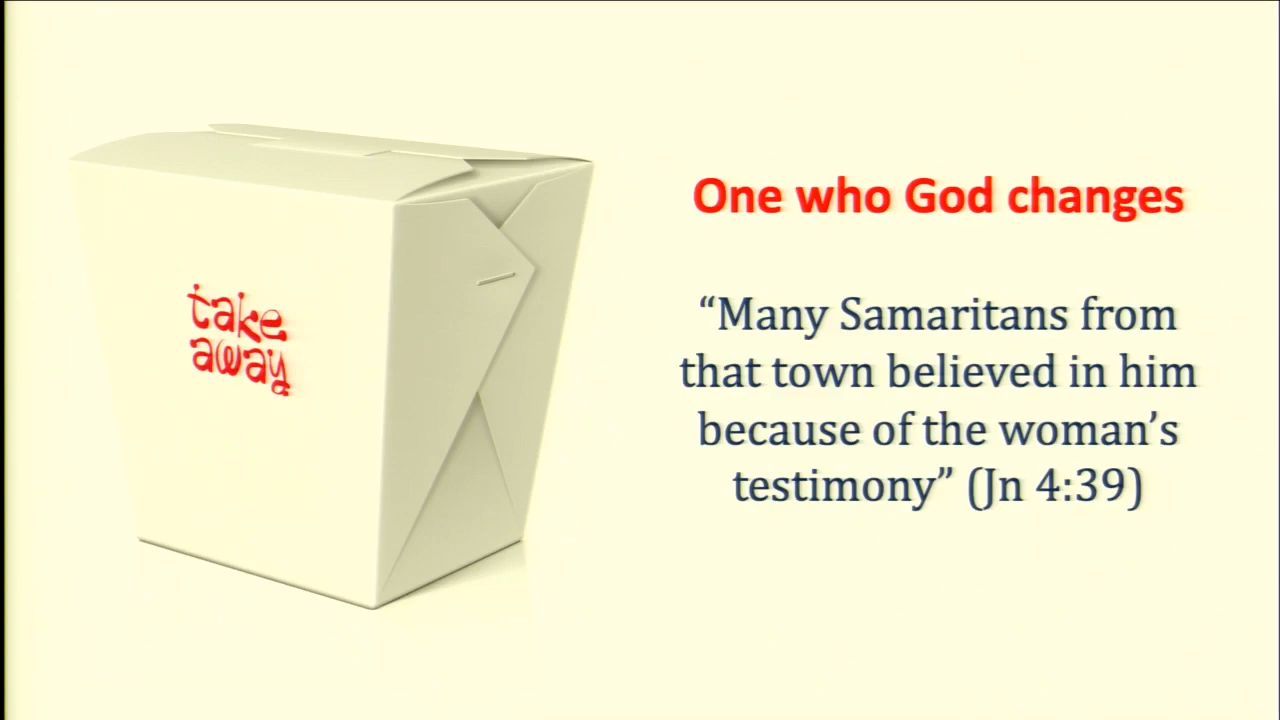 take
away
One who God changes
“Many Samaritans from
that town believed in him
because of the woman’s
testimony” (Jn 4:39)